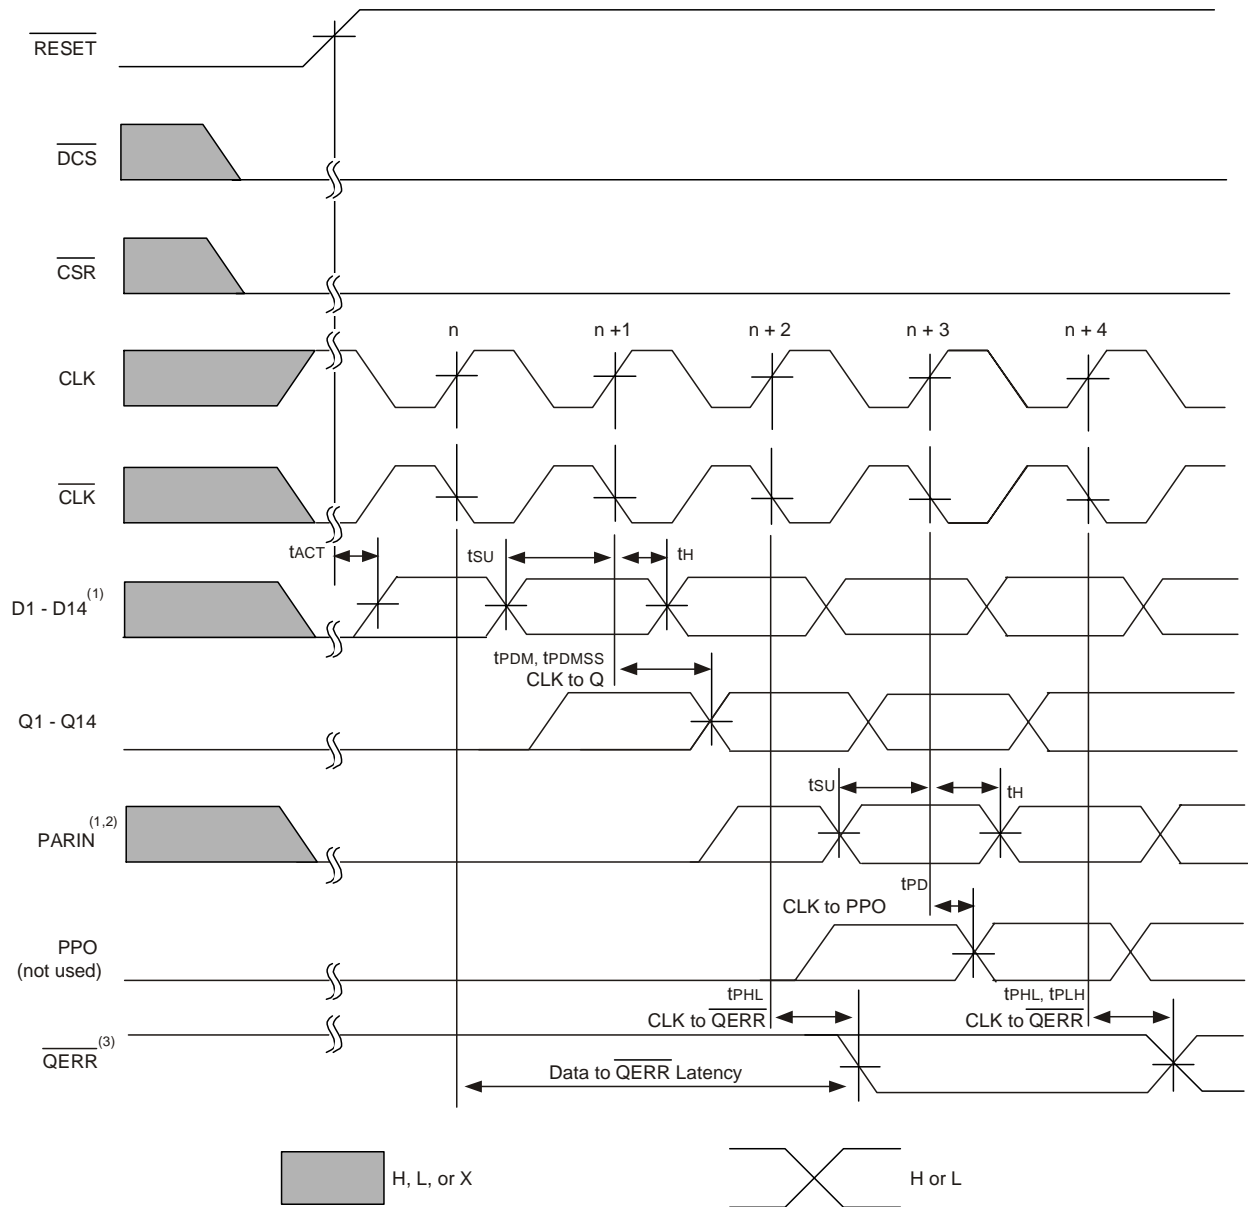 RESET
DCS
CSR
n n +1 n + 2 n + 3 n + 4
CLK
CLK
tACT tSU tH
D1 - D14(1)
tPDM, tPDMSS
CLK to Q
Q1 - Q14
tSU tH
PARIN(1,2)
tPD
CLK to PPO
PPO
(not used)
tPHL tPHL, tPLH
CLK to QERR CLK to QERR
QERR(3)
Data to QERR Latency
H, L, or X H or L